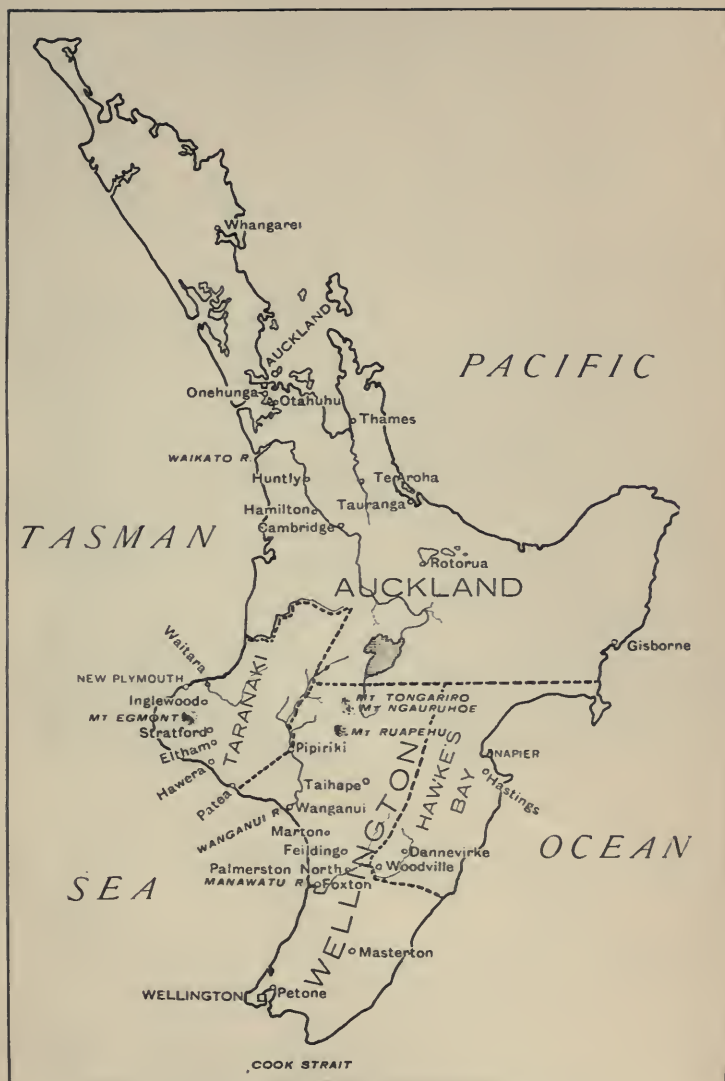 Whangarei
AUCKLAND
PACIFIC
Onehunga
Otahuhu
Thames
WAIKATO R.
Huntly
Te Aroha
Hamilton
Tauranga
Cambridge
TASMAN
Rotorua
AUCKLAND
Waitara
Gisborne
NEW PLYMOUTH
TARANAKI
Inglewood
MT TONGARIRO
MT NGAURUHOE
MT EGMONT
Stratford
MT RUAPEHU
Eltham
Pipiriki
NAPIER
Hawera
Taihape
HAWKE'S
BAY
Hastings
Patea
Wanganui
WANGANUI R
WELLINGTON
Marton
OCEAN
Feilding
Dannevirke
Palmerston North
Woodville
SEA
MANAWATU R
Foxton
Masterton
WELLINGTON
Petone
COOK STRAIT